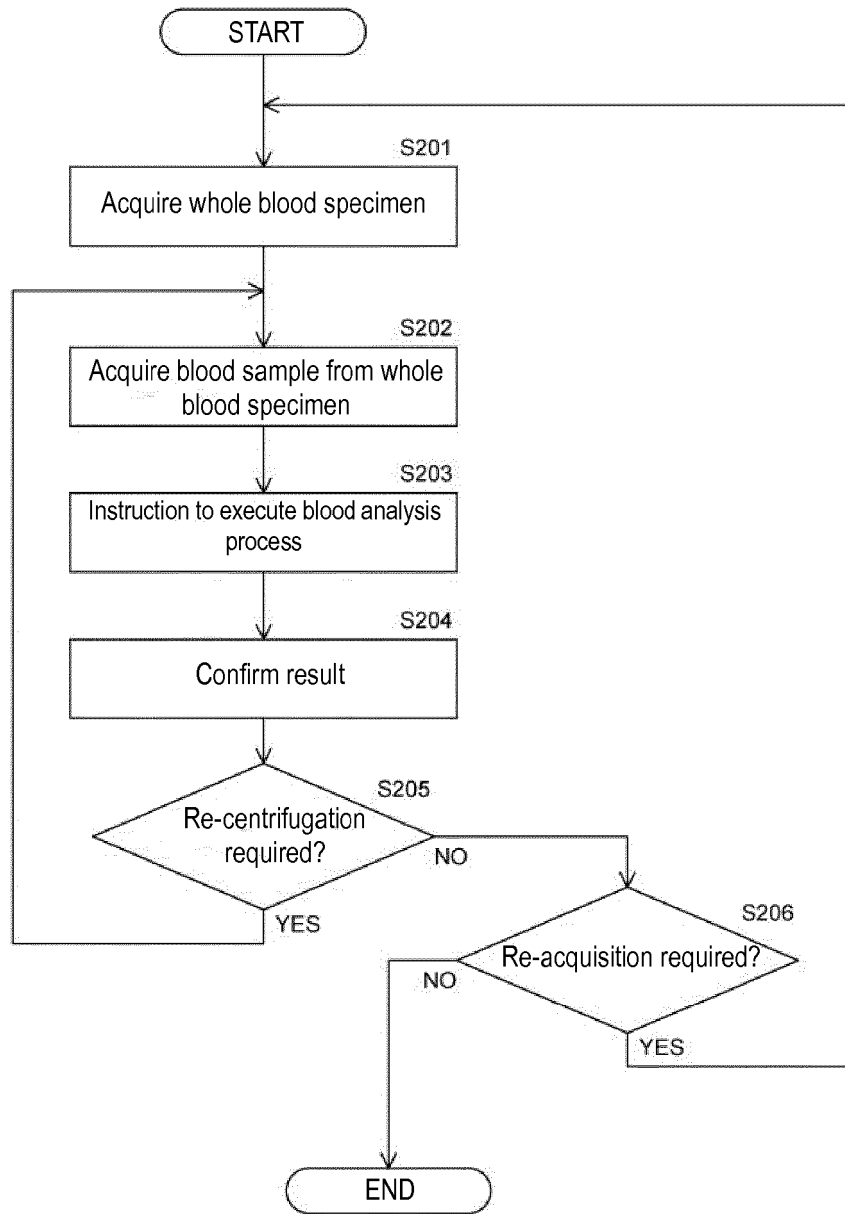 START
S201
Acquire whole blood specimen
S202
Acquire blood sample from whole
blood specimen
S203
Instruction to execute blood analysis
process
S204
Confirm result
S205
Re-centrifugation
required?
NO
YES
S206
Re-acquisition required?
NO
YES
END